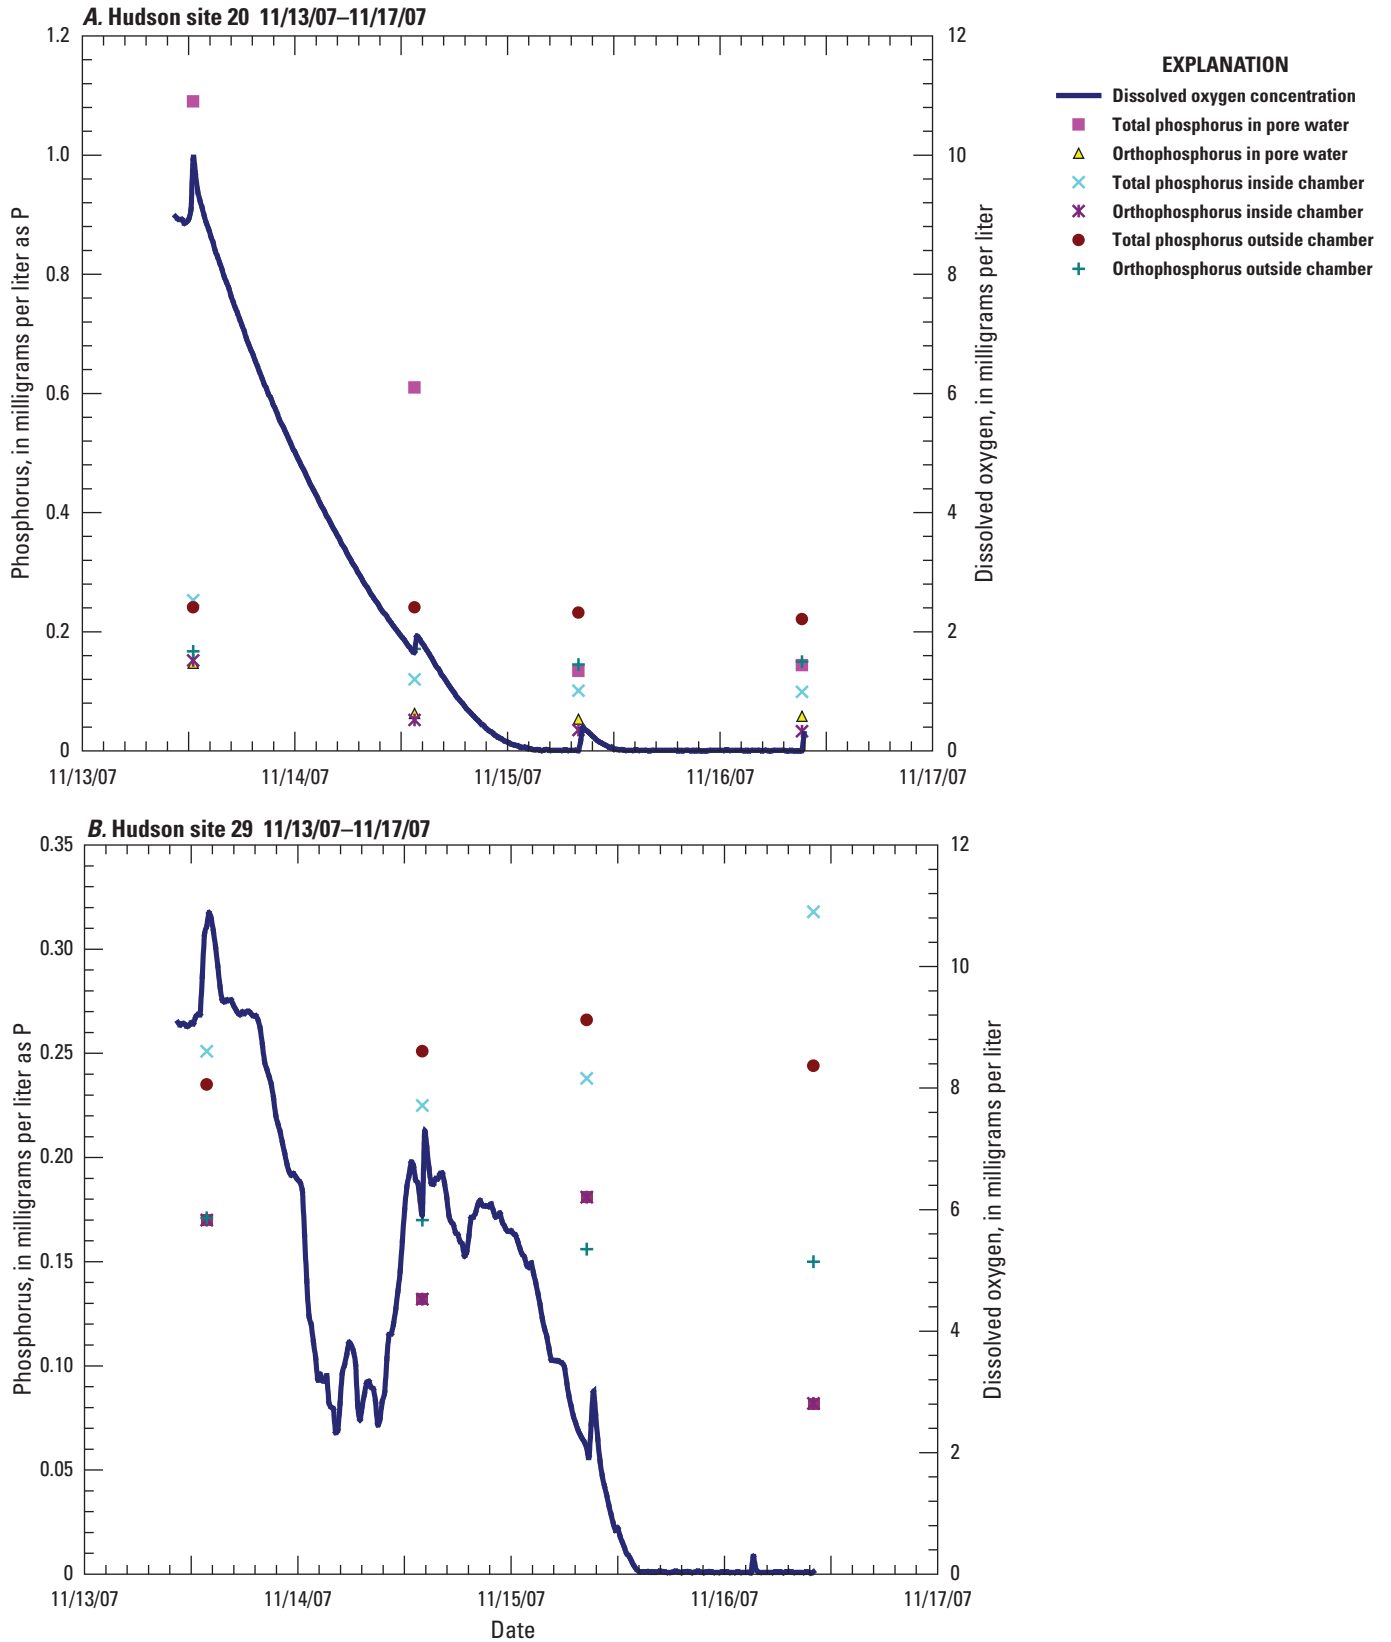 A. Hudson site 20 11/13/07–11/17/07
1.2
1.0
0.8
0.6
0.4
0.2
0
Phosphorus, in milligrams per liter as P
12
10
8
6
4
2
0
Dissolved oxygen, in milligrams per liter
11/13/07 11/14/07 11/15/07 11/16/07 11/17/07
EXPLANATION
Dissolved oxygen concentration
Total phosphorus in pore water
Orthophosphorus in pore water
Total phosphorus inside chamber
Orthophosphorus inside chamber
Total phosphorus outside chamber
Orthophosphorus outside chamber
B. Hudson site 29 11/13/07–11/17/07
0.35
0.30
0.25
0.20
0.15
0.10
0.05
0
Phosphorus, in milligrams per liter as P
12
10
8
6
4
2
0
Dissolved oxygen, in milligrams per liter
11/13/07 11/14/07 11/15/07 11/16/07 11/17/07
Date